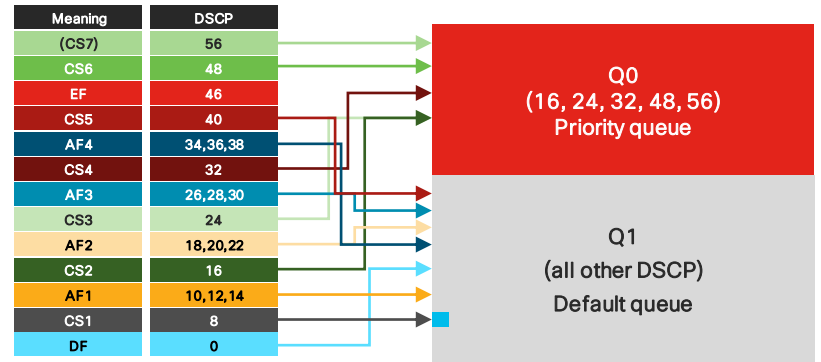 Meaning DSCP
(CS7) 56
CS6 48
EF 46
CS5 40
AF4 34,36,38
CS4 32
AF3 26,28,30
CS3 24
AF2 18,20,22
CS2 16
AF1 10,12,14
CS1 8
DF 0
Q0
(16, 24, 32, 48, 56)
Priority queue
Q1
(all other DSCP)
Default queue